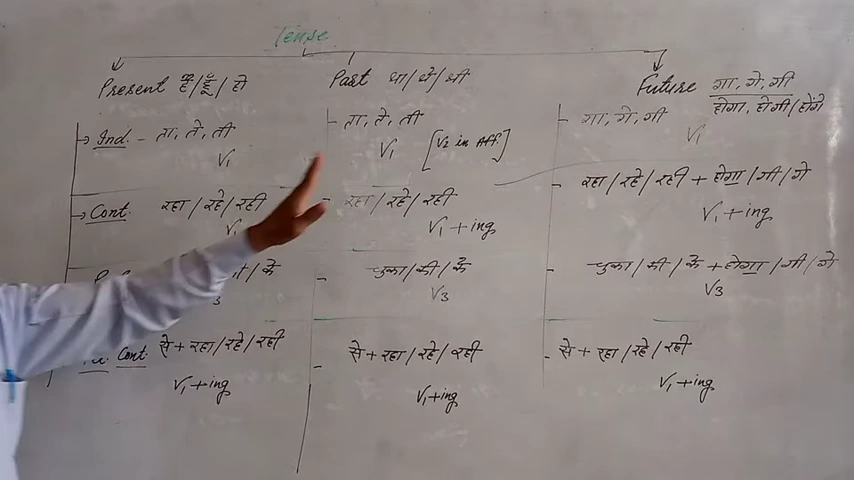 Tense
Present है/हूँ/हो
Past था/थे/थी
Future गा, गे, गी
होगा, होगी/होंगे
Ind. - ता, ते, ती
V1
- ता, ते, ती
V1 [V2 in Aff.]
- गा, गे, गी
V1
Cont. रहा/रहे/रही
- रहा/रहे/रही
V1+ing
- रहा/रहे/रही + होगा/गी/गे
V1+ing
/के
3
- चुका/की/के
V3
- चुका/की/के + होगा/गी/गे
V3
Cont. से + रहा/रहे/रही
V1+ing
- से + रहा/रहे/रही
V1+ing
- से + रहा/रहे/रही
V1+ing